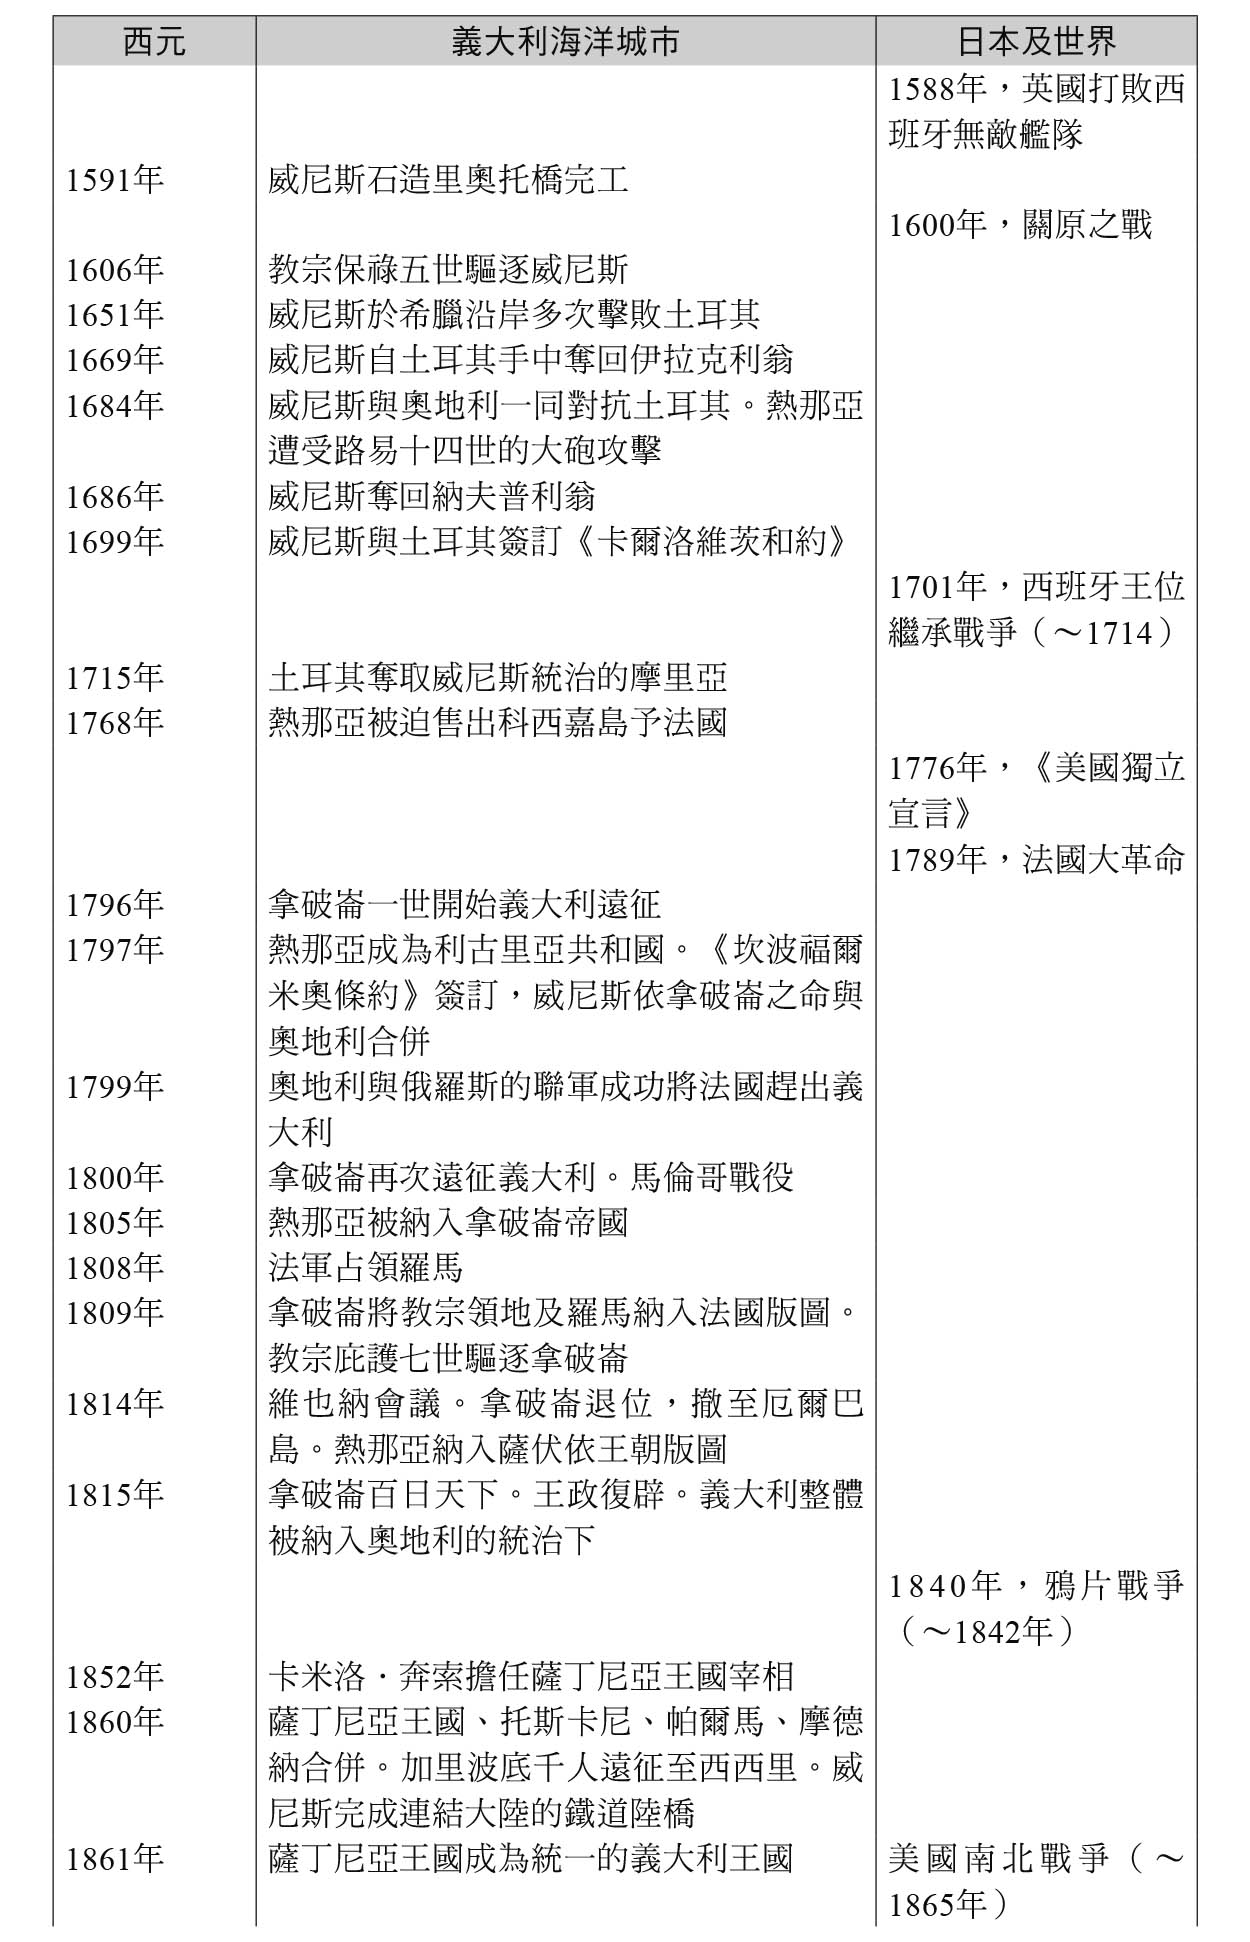 西元 義大利海洋城市 日本及世界
1588年，英國打敗西
班牙無敵艦隊
1591年 威尼斯石造里奧托橋完工
1600年，關原之戰
1606年 教宗保祿五世驅逐威尼斯
1651年 威尼斯於希臘沿岸多次擊敗土耳其
1669年 威尼斯自土耳其手中奪回伊拉克利翁
1684年 威尼斯與奧地利一同對抗土耳其。熱那亞
遭受路易十四世的大砲攻擊
1686年 威尼斯奪回納夫普利翁
1699年 威尼斯與土耳其簽訂《卡爾洛維茨和約》
1701年，西班牙王位
繼承戰爭（～1714）
1715年 土耳其奪取威尼斯統治的摩里亞
1768年 熱那亞被迫售出科西嘉島予法國
1776年，《美國獨立
宣言》
1789年，法國大革命
1796年 拿破崙一世開始義大利遠征
1797年 熱那亞成為利古里亞共和國。《坎波福爾
米奧條約》簽訂，威尼斯依拿破崙之命與
奧地利合併
1799年 奧地利與俄羅斯的聯軍成功將法國趕出義
大利
1800年 拿破崙再次遠征義大利。馬倫哥戰役
1805年 熱那亞被納入拿破崙帝國
1808年 法軍占領羅馬
1809年 拿破崙將教宗領地及羅馬納入法國版圖。
教宗庇護七世驅逐拿破崙
1814年 維也納會議。拿破崙退位，撤至厄爾巴
島。熱那亞納入薩伏依王朝版圖
1815年 拿破崙百日天下。王政復辟。義大利整體
被納入奧地利的統治下
1840年，鴉片戰爭
（～1842年）
1852年 卡米洛．奔索擔任薩丁尼亞王國宰相
1860年 薩丁尼亞王國、托斯卡尼、帕爾馬、摩德
納合併。加里波底千人遠征至西西里。威
尼斯完成連結大陸的鐵道陸橋
1861年 薩丁尼亞王國成為統一的義大利王國 美國南北戰爭（～
1865年）